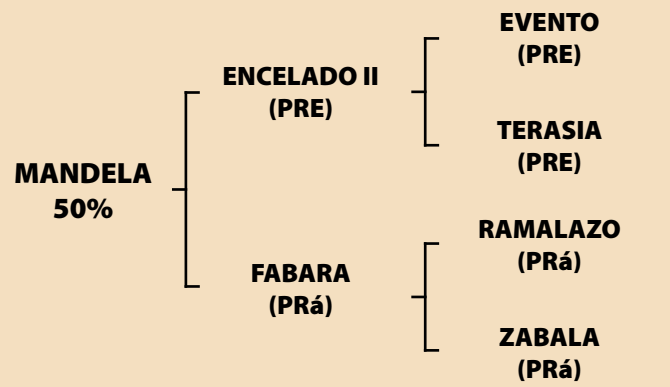 MANDELA
50%
ENCELADO II
(PRE)
FABARA
(PRá)
EVENTO
(PRE)
TERASIA
(PRE)
RAMALAZO
(PRá)
ZABALA
(PRá)